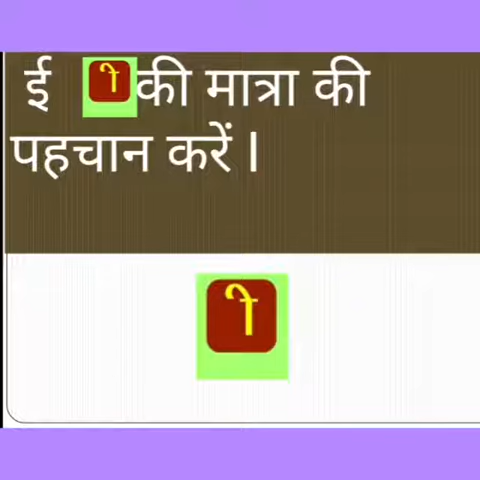 ई ी की मात्रा की
पहचान करें l
ी